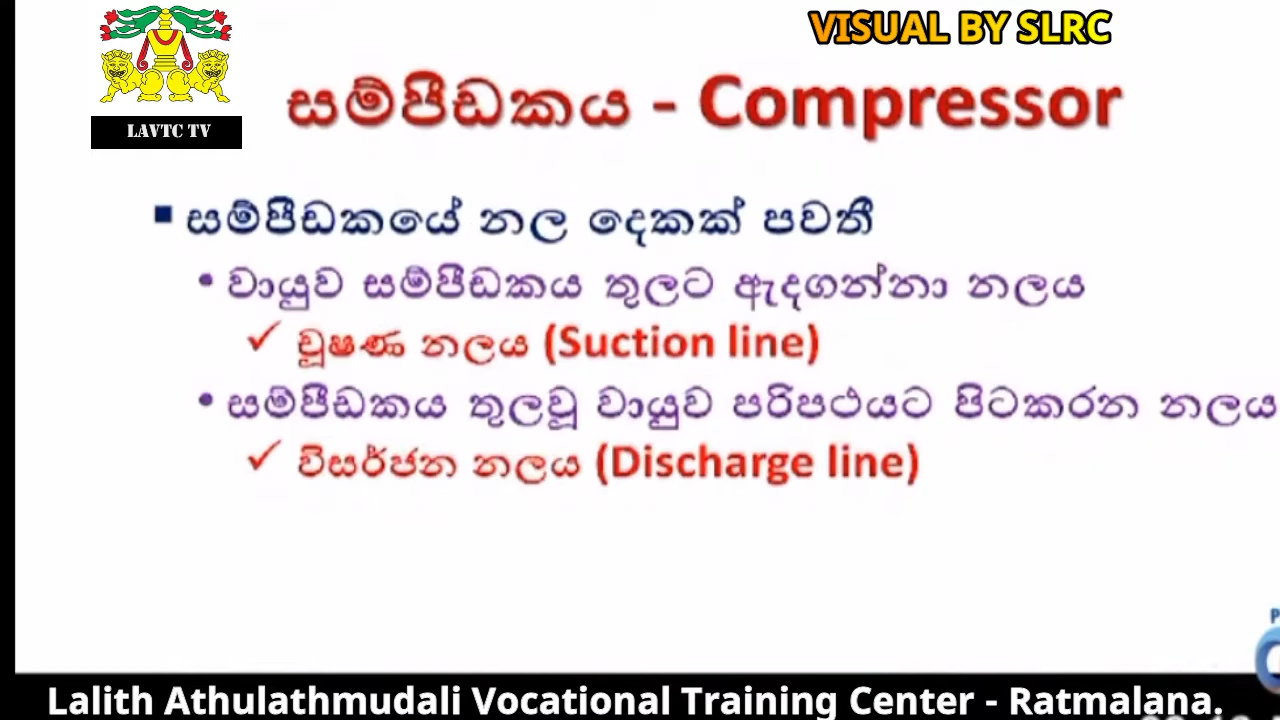 VISUAL BY SLRC
LAVTC TV
සම්පීඩකය - Compressor
සම්පීඩකයේ නල දෙකක් පවතී
වායුව සම්පීඩකය තුලට ඇදගන්නා නලය
චූෂණ නලය (Suction line)
සම්පීඩකය තුලවූ වායුව පරිපථයට පිටකරන නලය
විසර්ජන නලය (Discharge line)
Lalith Athulathmudali Vocational Training Center - Ratmalana.